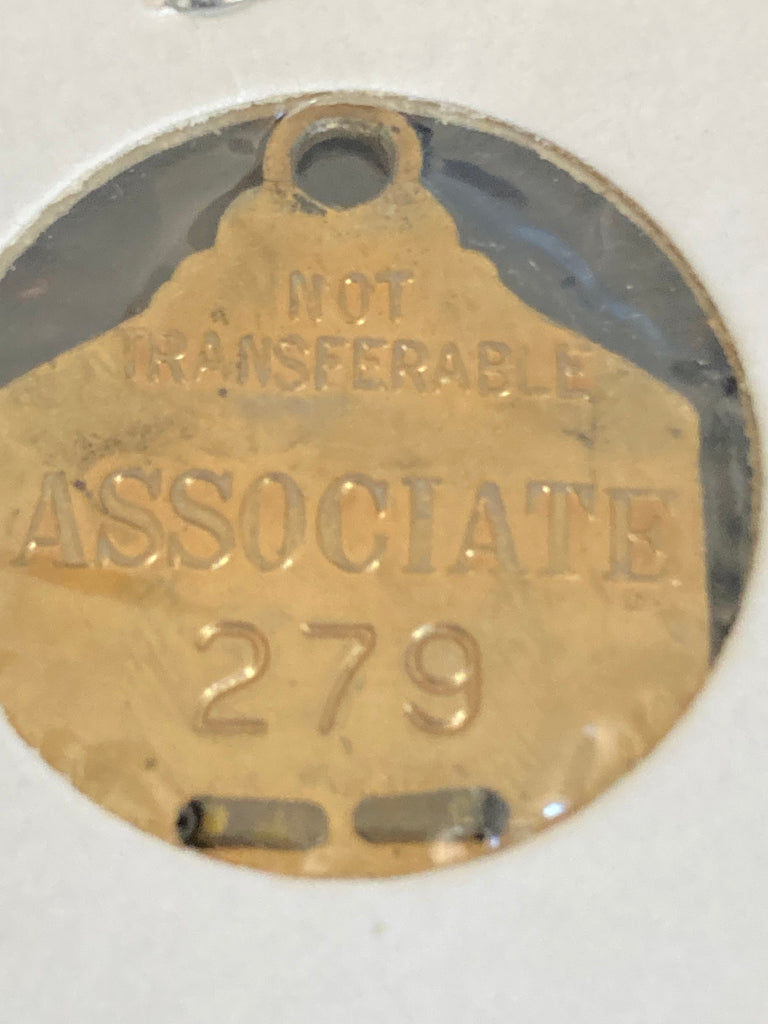 NOT
TRANSFERABLE
ASSOCIATE
279